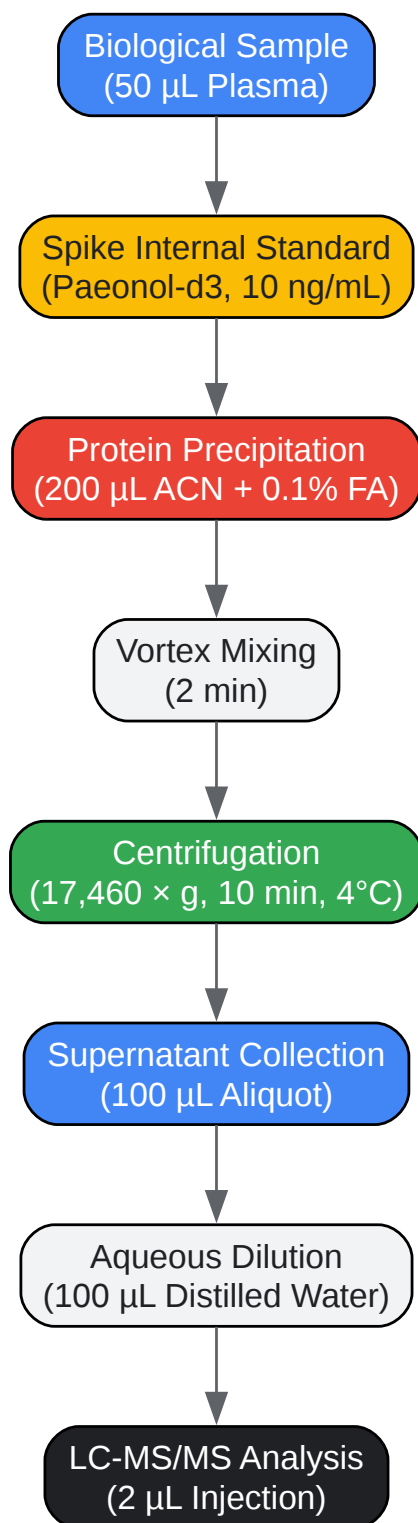 Biological Sample
(50 µL Plasma)
Spike Internal Standard
(Paeonol-d3, 10 ng/mL)
Protein Precipitation
(200 µL ACN + 0.1% FA)
Vortex Mixing
(2 min)
Centrifugation
(17,460 × g, 10 min, 4°C)
Supernatant Collection
(100 µL Aliquot)
Aqueous Dilution
(100 µL Distilled Water)
LC-MS/MS Analysis
(2 µL Injection)